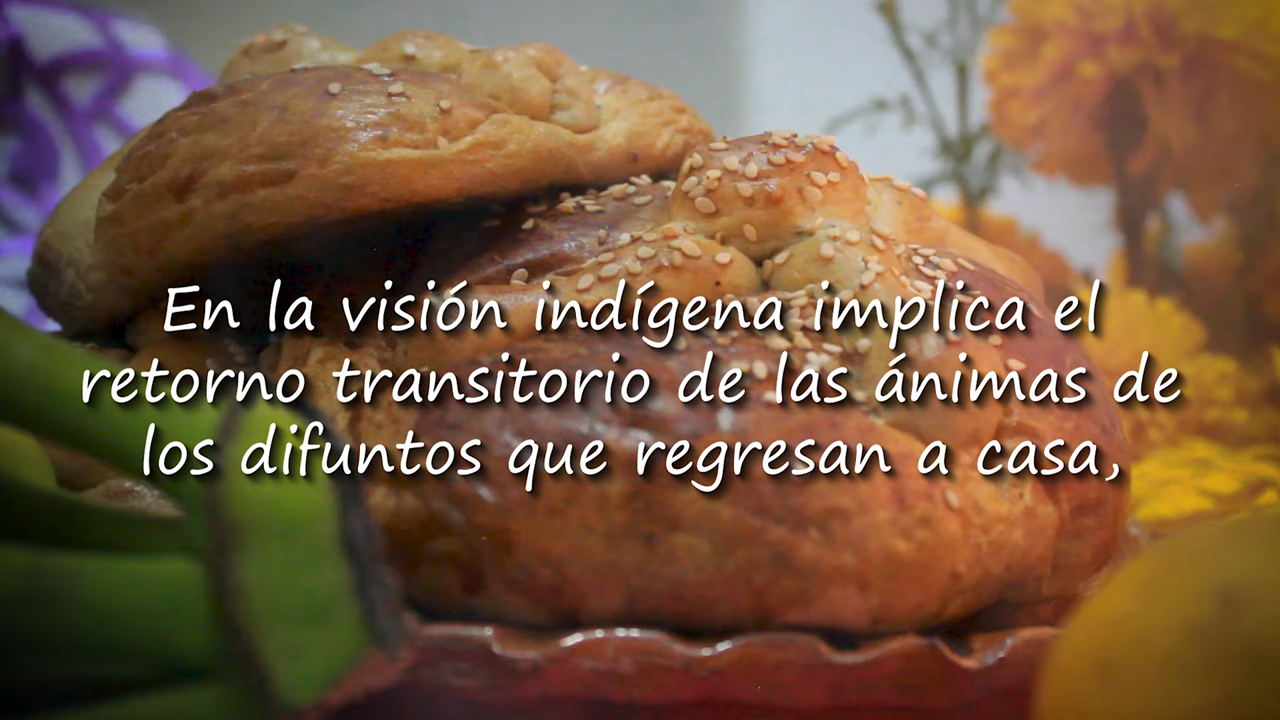 En la visión indígena implica el
retorno transitorio de las ánimas de
los difuntos que regresan a casa,